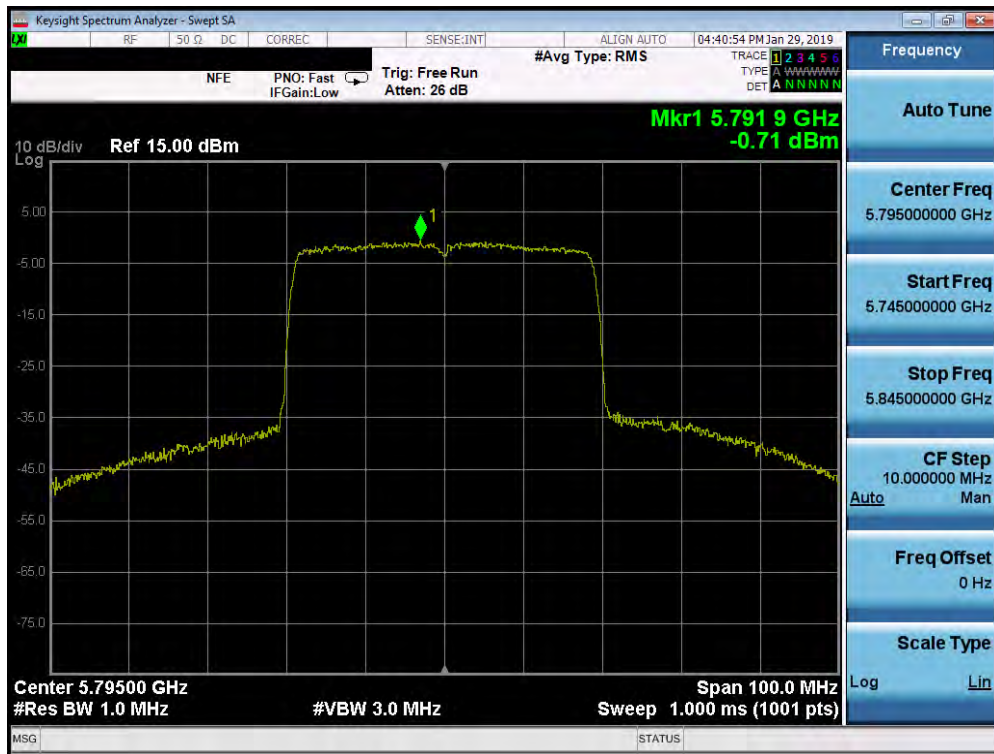 Keysight Spectrum Analyzer - Swept SA
LXI RF 50 Ω DC CORREC SENSE:INT ALIGN AUTO 04:40:54 PM Jan 29, 2019
#Avg Type: RMS TRACE 1 2 3 4 5 6
NFE PNO: Fast Trig: Free Run TYPE A WWWWWW
IFGain:Low Atten: 26 dB DET A N N N N N
Mkr1 5.791 9 GHz
-0.71 dBm
10 dB/div Ref 15.00 dBm
Log
1
5.00
-5.00
-15.0
-25.0
-35.0
-45.0
-55.0
-65.0
-75.0
Center 5.79500 GHz Span 100.0 MHz
#Res BW 1.0 MHz #VBW 3.0 MHz Sweep 1.000 ms (1001 pts)
MSG STATUS
Frequency
Auto Tune
Center Freq
5.795000000 GHz
Start Freq
5.745000000 GHz
Stop Freq
5.845000000 GHz
CF Step
10.000000 MHz
Auto Man
Freq Offset
0 Hz
Scale Type
Log Lin